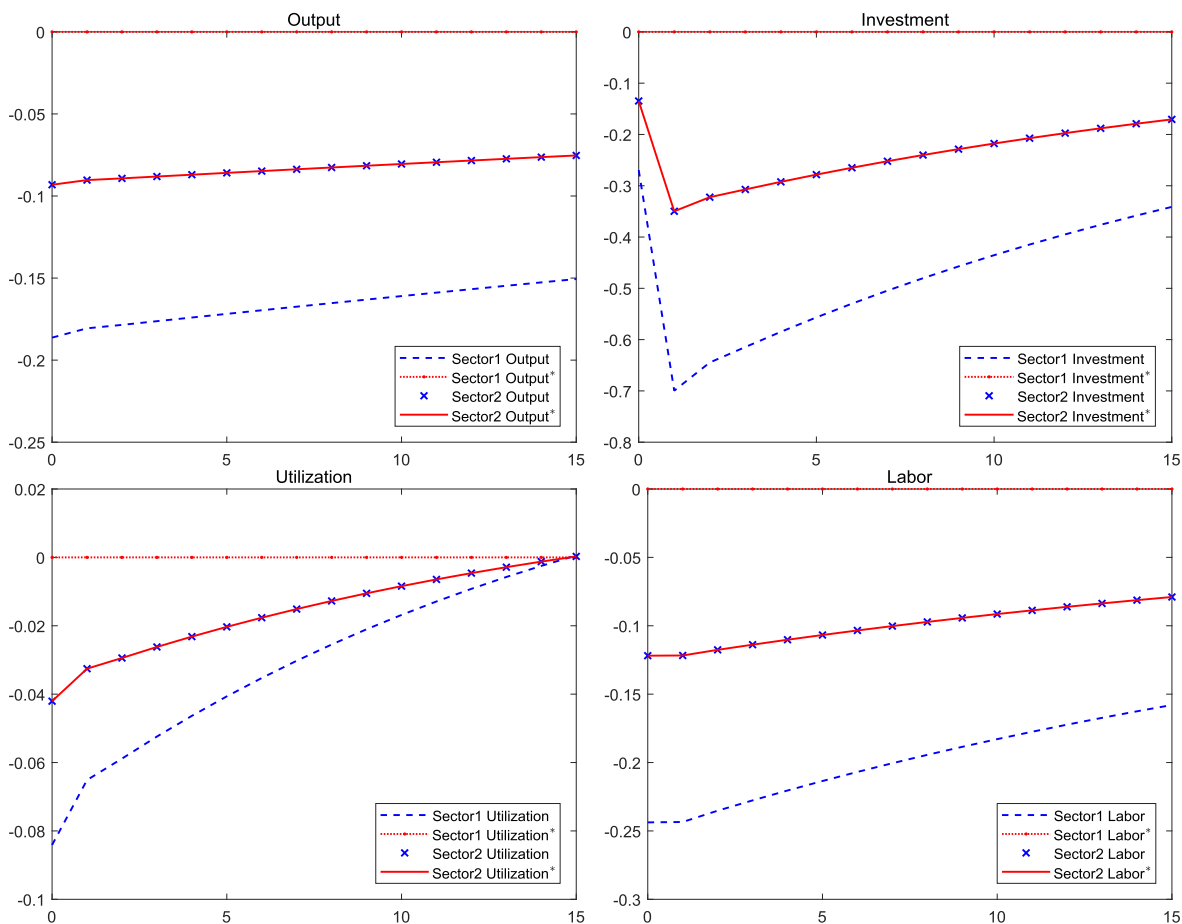 Output
0
-0.05
-0.1
-0.15
-0.2
-0.25
0 5 10 15
Sector1 Output
Sector1 Output*
Sector2 Output
Sector2 Output*
Investment
0
-0.1
-0.2
-0.3
-0.4
-0.5
-0.6
-0.7
-0.8
0 5 10 15
Sector1 Investment
Sector1 Investment*
Sector2 Investment
Sector2 Investment*
Utilization
0.02
0
-0.02
-0.04
-0.06
-0.08
-0.1
0 5 10 15
Sector1 Utilization
Sector1 Utilization*
Sector2 Utilization
Sector2 Utilization*
Labor
0
-0.05
-0.1
-0.15
-0.2
-0.25
-0.3
0 5 10 15
Sector1 Labor
Sector1 Labor*
Sector2 Labor
Sector2 Labor*